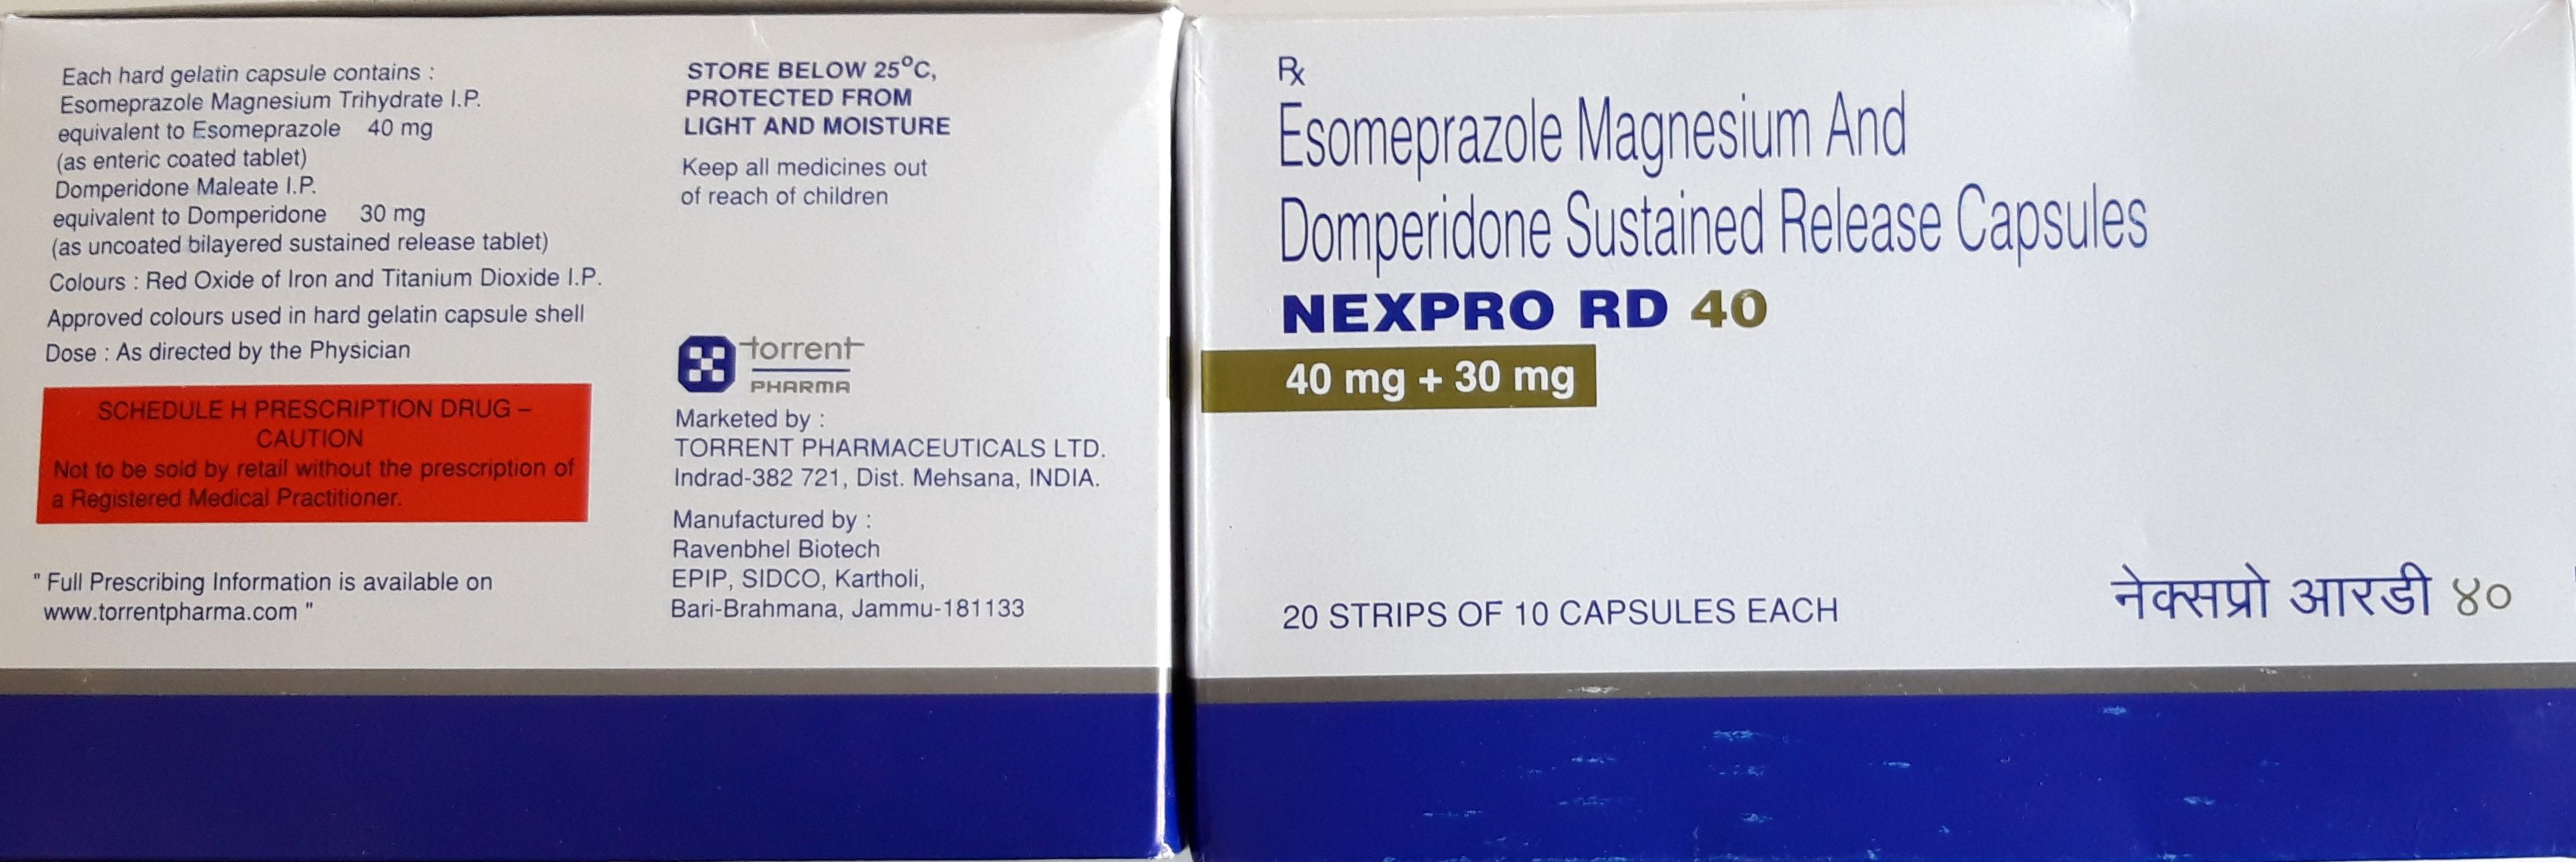 Each hard gelatin capsule contains :
Esomeprazole Magnesium Trihydrate I.P.
equivalent to Esomeprazole 40 mg
(as enteric coated tablet)
Domperidone Maleate I.P.
equivalent to Domperidone 30 mg
(as uncoated bilayered sustained release tablet)
Colours : Red Oxide of Iron and Titanium Dioxide I.P.
Approved colours used in hard gelatin capsule shell
Dose : As directed by the Physician
SCHEDULE H PRESCRIPTION DRUG –
CAUTION
Not to be sold by retail without the prescription of
a Registered Medical Practitioner.
" Full Prescribing Information is available on
www.torrentpharma.com "
STORE BELOW 25°C,
PROTECTED FROM
LIGHT AND MOISTURE
Keep all medicines out
of reach of children
torrent
PHARMA
Marketed by :
TORRENT PHARMACEUTICALS LTD.
Indrad-382 721, Dist. Mehsana, INDIA.
Manufactured by :
Ravenbhel Biotech
EPIP, SIDCO, Kartholi,
Bari-Brahmana, Jammu-181133
Rx
Esomeprazole Magnesium And
Domperidone Sustained Release Capsules
NEXPRO RD 40
40 mg + 30 mg
20 STRIPS OF 10 CAPSULES EACH
नेक्सप्रो आरडी ४०